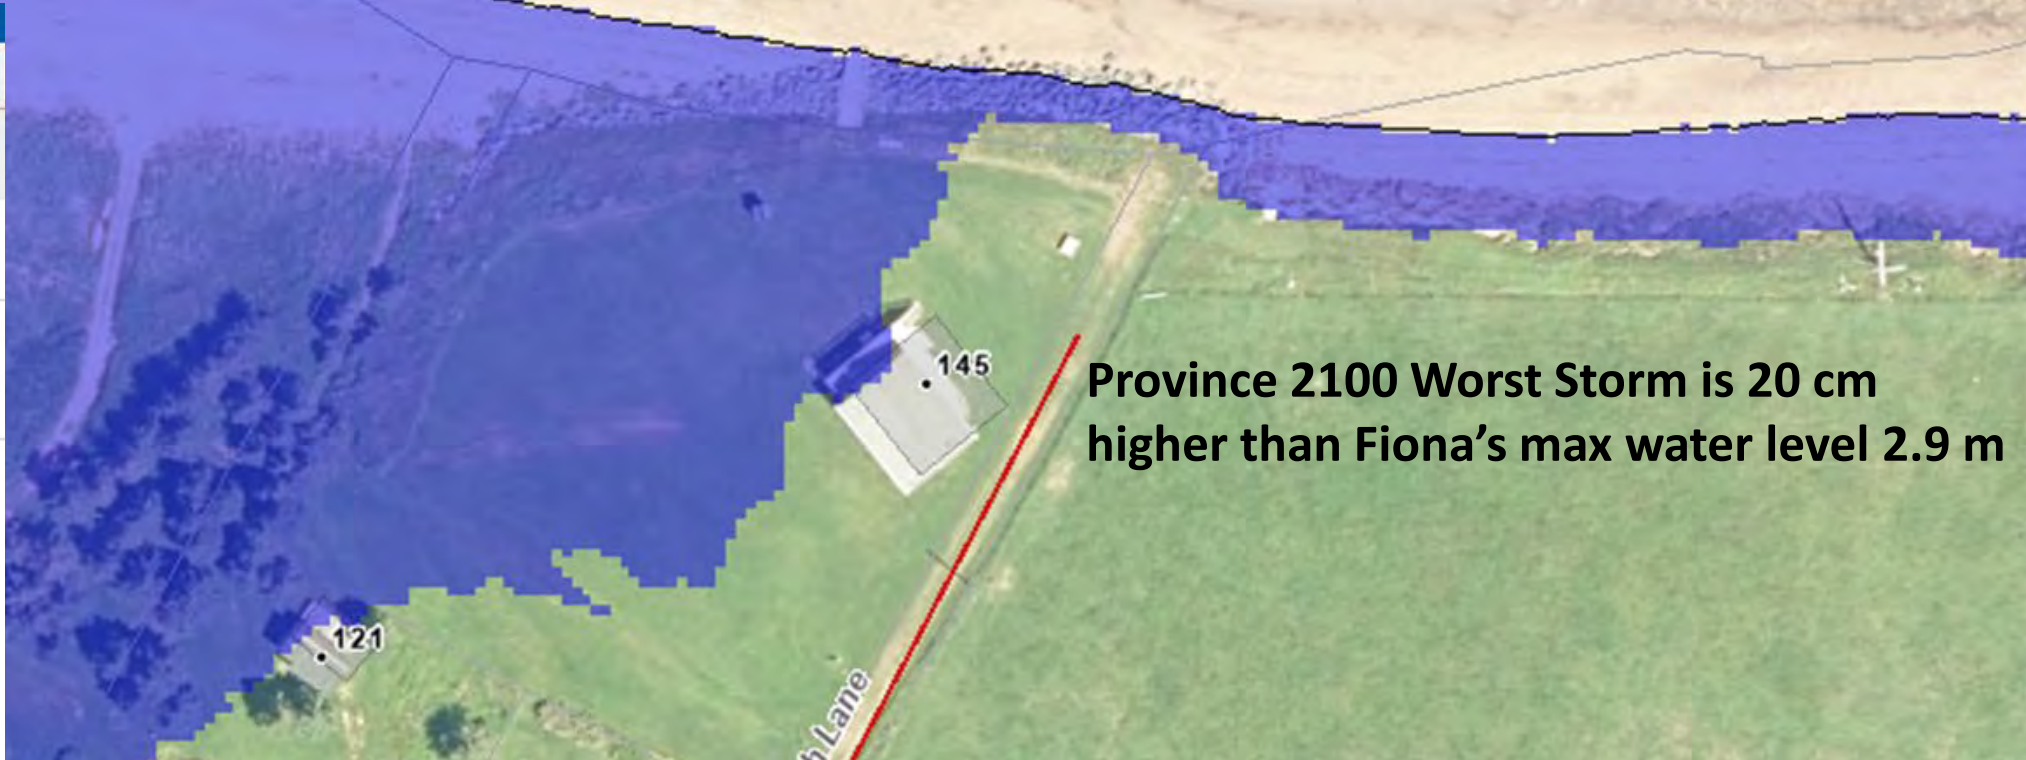 145
Province 2100 Worst Storm is 20 cm
higher than Fiona’s max water level 2.9 m
121
Lane